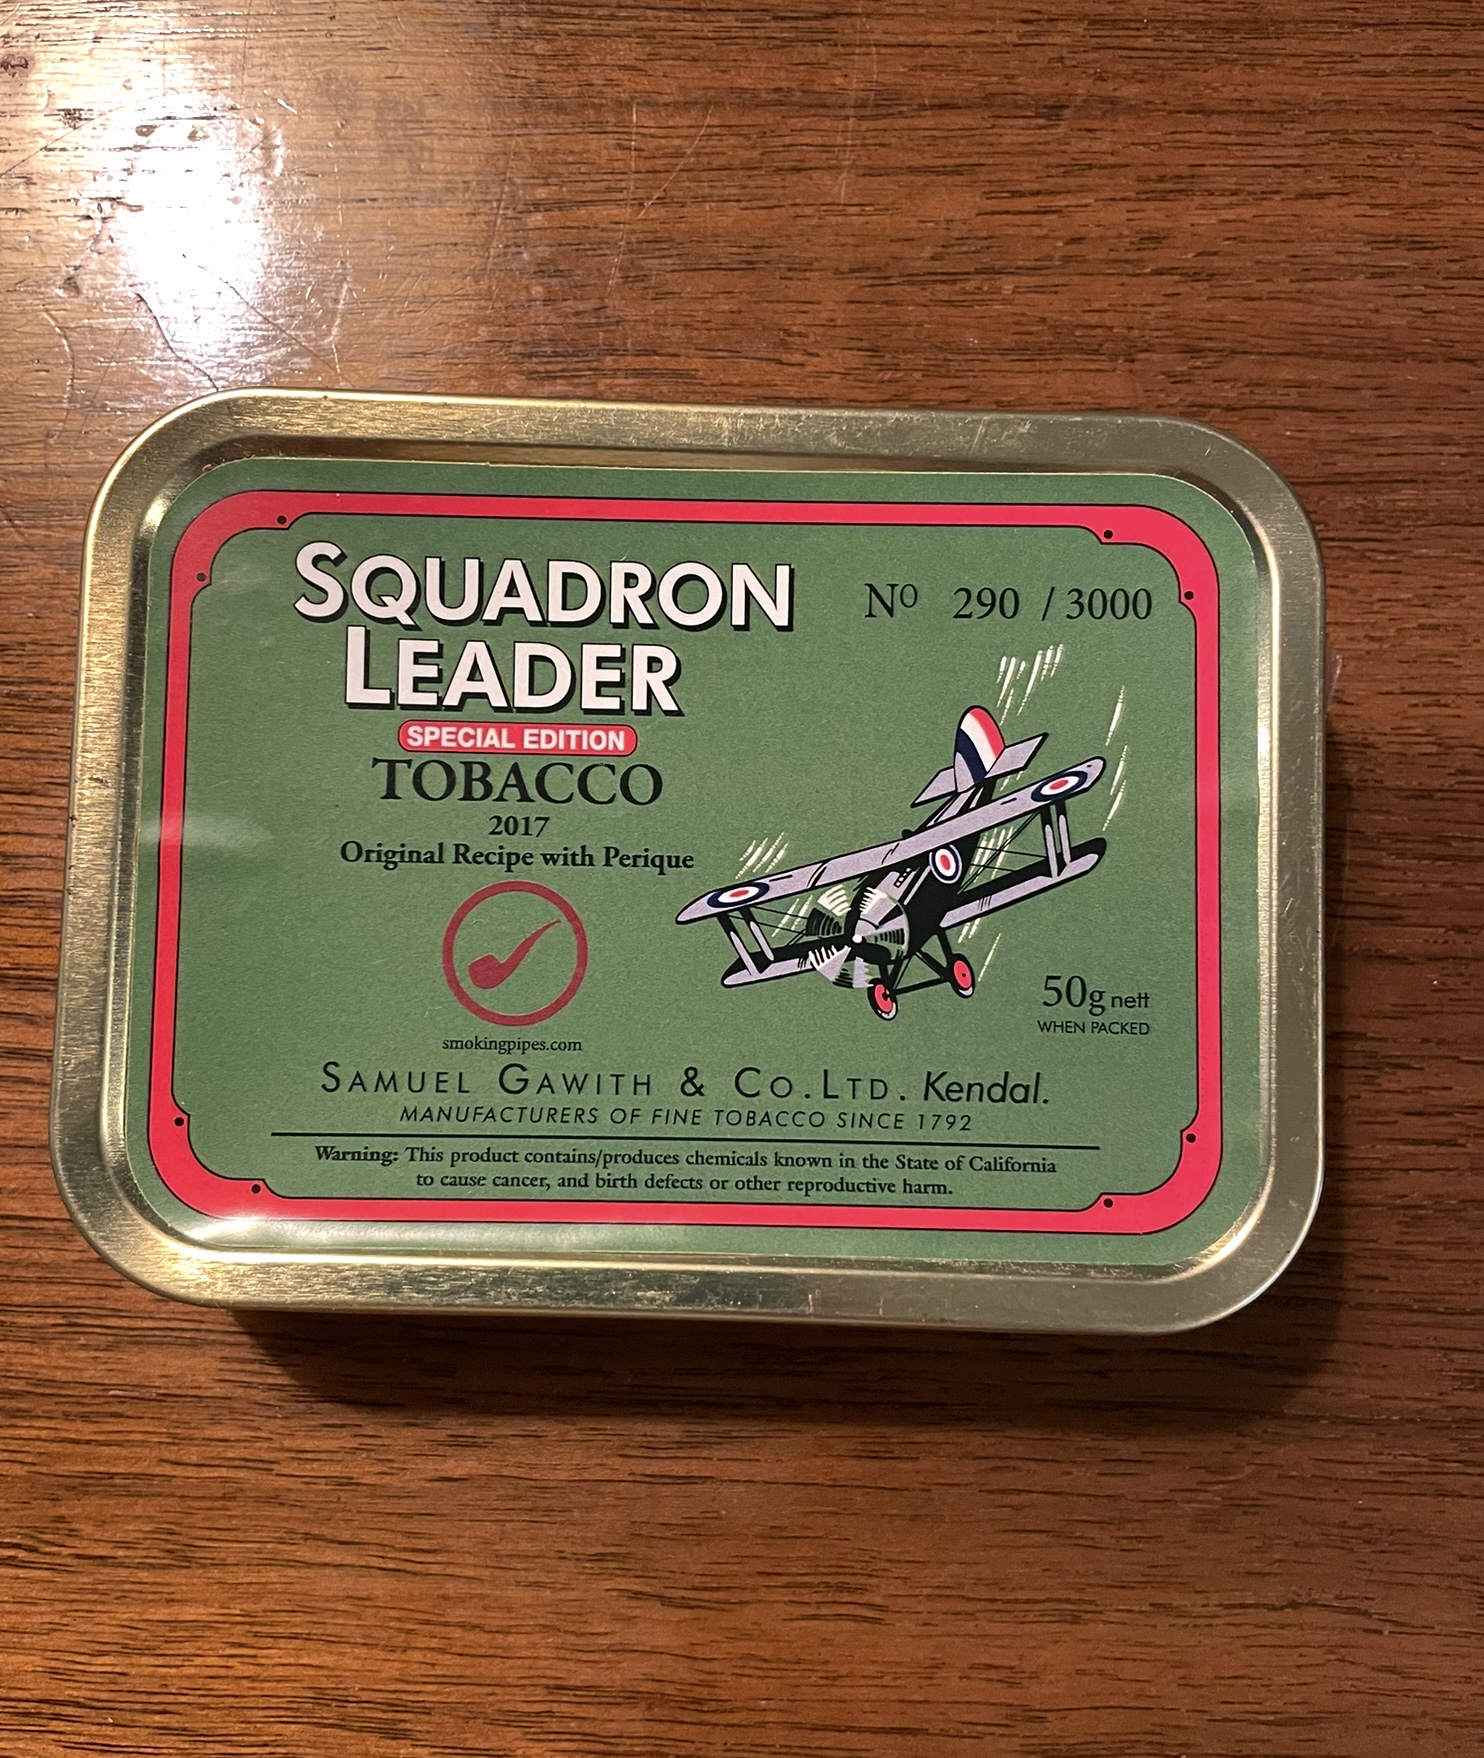 SQUADRON
LEADER
Nº 290 / 3000
SPECIAL EDITION
TOBACCO
2017
Original Recipe with Perique
50g nett
WHEN PACKED
smokingpipes.com
SAMUEL GAWITH & CO.LTD. Kendal.
MANUFACTURERS OF FINE TOBACCO SINCE 1792
Warning: This product contains/produces chemicals known in the State of California
to cause cancer, and birth defects or other reproductive harm.